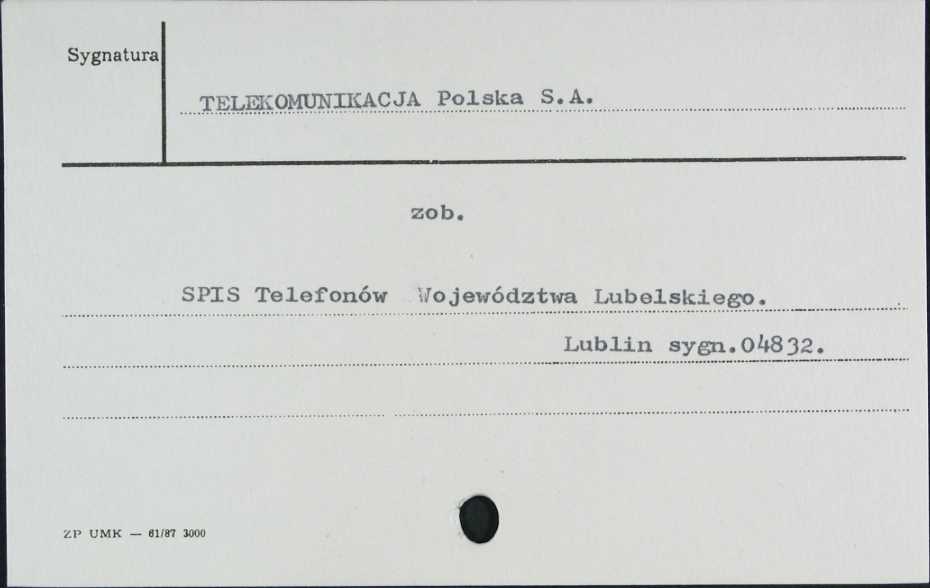 Sygnatura
TELEKOMUNIKACJA Polska S.A.
zob.
SPIS Telefonów Województwa Lubelskiego.
Lublin sygn.04832.
ZP UMK — 61/87 3000